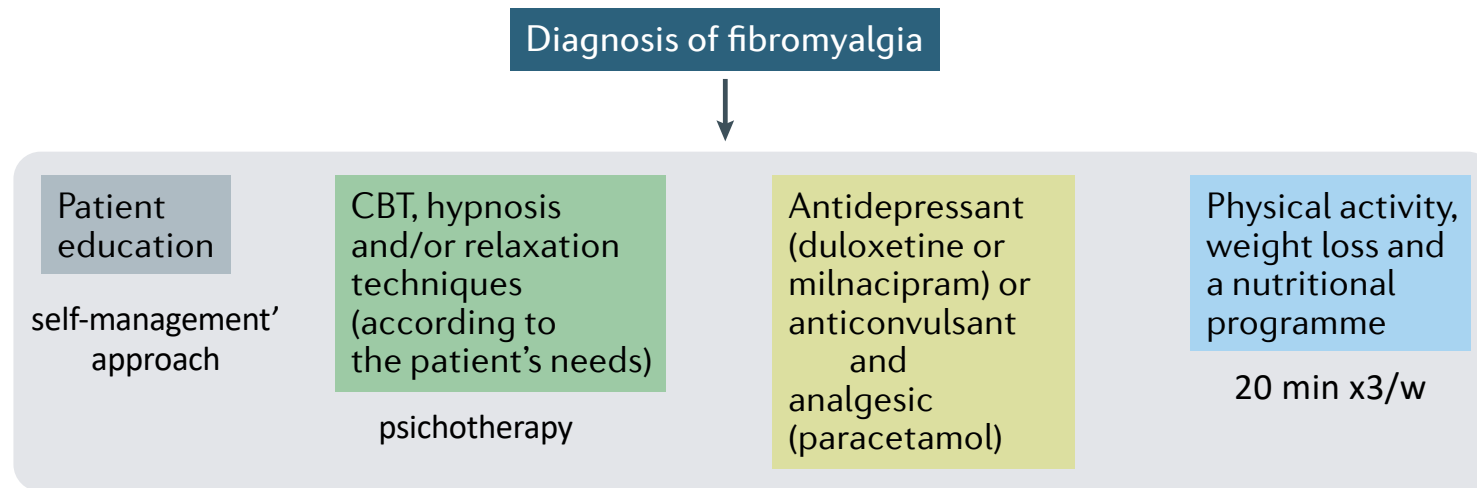 Diagnosis of fibromyalgia
Patient
education
self-management’
approach
CBT, hypnosis
and/or relaxation
techniques
(according to
the patient’s needs)
psichotherapy
Antidepressant
(duloxetine or
milnacipram) or
anticonvulsant
and
analgesic
(paracetamol)
Physical activity,
weight loss and
a nutritional
programme
20 min x3/w